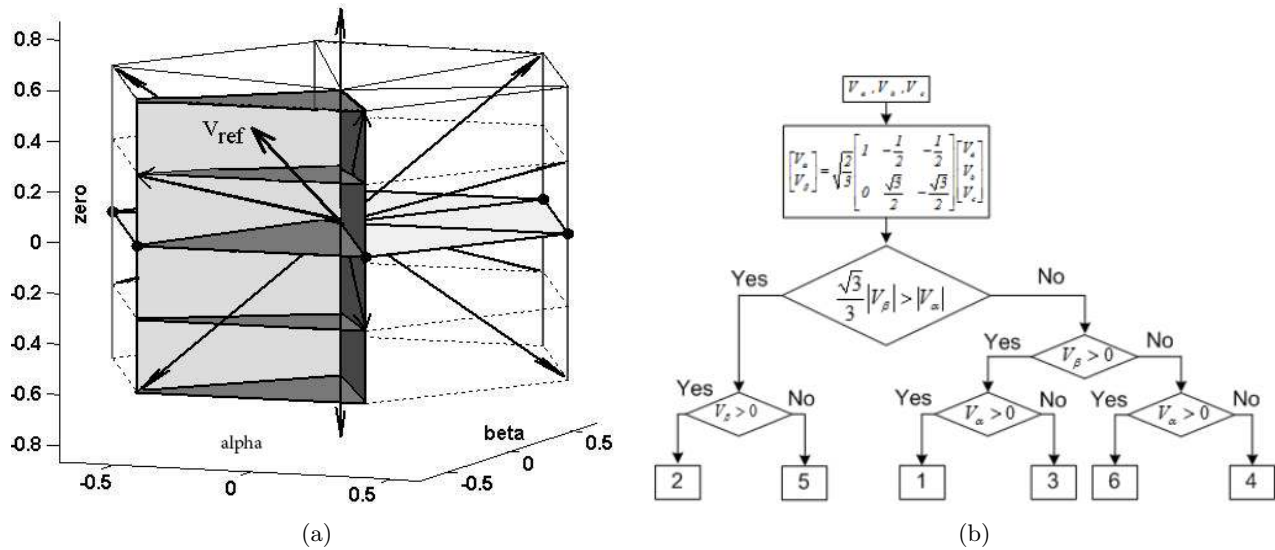 0.8
0.6
0.4
0.2
0
-0.2
-0.4
-0.6
-0.8
zero
V_ref
alpha
beta
-0.5
0
0.5
-0.5
0
0.5
(a)
V_a , V_b , V_c
[V_α V_β] = √(2/3) [1 -1/2 -1/2 0 √3/2 -√3/2] [V_a V_b V_c]
Yes
√3/3 |V_β| > |V_α|
No
Yes
V_β > 0
No
Yes
V_β > 0
No
Yes
V_α > 0
No
Yes
V_α > 0
No
2
5
1
3
6
4
(b)